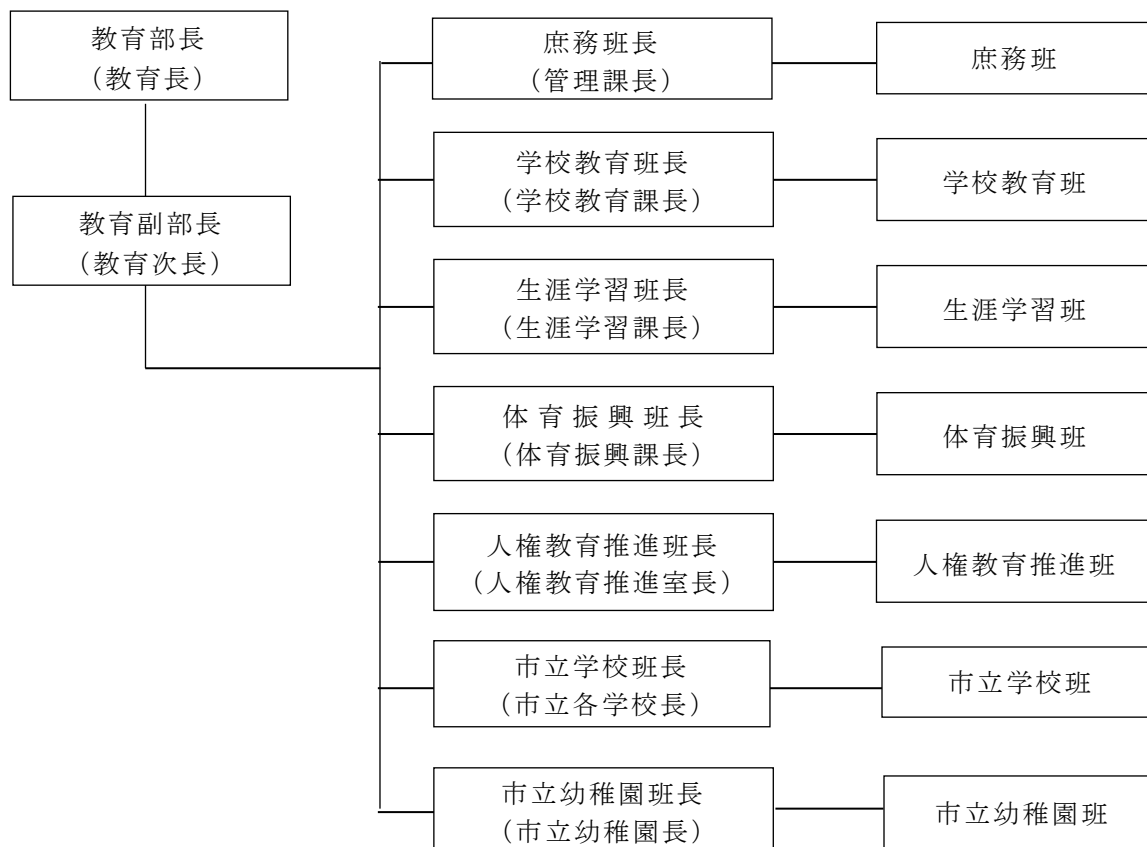 教育部長
（教育長）
教育副部長
（教育次長）
庶務班長
（管理課長）
庶務班
学校教育班長
（学校教育課長）
学校教育班
生涯学習班長
（生涯学習課長）
生涯学習班
体育振興班長
（体育振興課長）
体育振興班
人権教育推進班長
（人権教育推進室長）
人権教育推進班
市立学校班長
（市立各学校長）
市立学校班
市立幼稚園班長
（市立幼稚園長）
市立幼稚園班